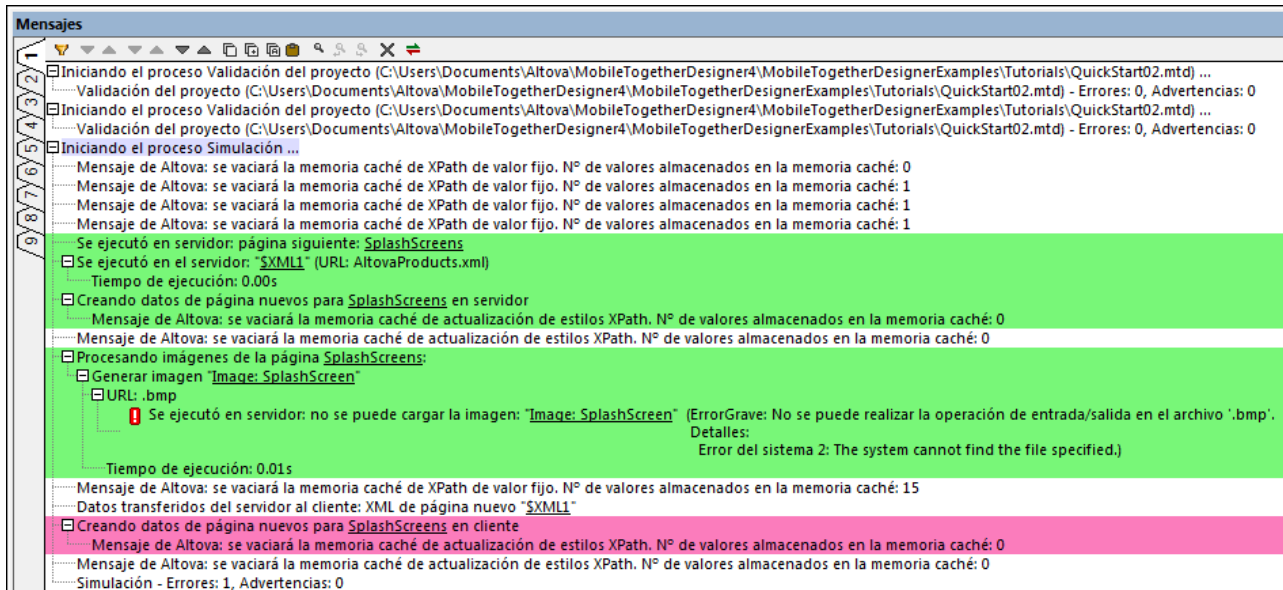 Mensajes
1
2
3
4
5
6
7
8
9
Iniciando el proceso Validación del proyecto (C:\Users\Documents\Altova\MobileTogetherDesigner4\MobileTogetherDesignerExamples\Tutorials\QuickStart02.mtd) ...
Validación del proyecto (C:\Users\Documents\Altova\MobileTogetherDesigner4\MobileTogetherDesignerExamples\Tutorials\QuickStart02.mtd) - Errores: 0, Advertencias: 0
Iniciando el proceso Validación del proyecto (C:\Users\Documents\Altova\MobileTogetherDesigner4\MobileTogetherDesignerExamples\Tutorials\QuickStart02.mtd) ...
Validación del proyecto (C:\Users\Documents\Altova\MobileTogetherDesigner4\MobileTogetherDesignerExamples\Tutorials\QuickStart02.mtd) - Errores: 0, Advertencias: 0
Iniciando el proceso Simulación ...
Mensaje de Altova: se vaciará la memoria caché de XPath de valor fijo. Nº de valores almacenados en la memoria caché: 0
Mensaje de Altova: se vaciará la memoria caché de XPath de valor fijo. Nº de valores almacenados en la memoria caché: 1
Mensaje de Altova: se vaciará la memoria caché de XPath de valor fijo. Nº de valores almacenados en la memoria caché: 1
Mensaje de Altova: se vaciará la memoria caché de XPath de valor fijo. Nº de valores almacenados en la memoria caché: 1
Se ejecutó en servidor: página siguiente: SplashScreens
Se ejecutó en el servidor: "$XML1" (URL: AltovaProducts.xml)
Tiempo de ejecución: 0.00s
Creando datos de página nuevos para SplashScreens en servidor
Mensaje de Altova: se vaciará la memoria caché de actualización de estilos XPath. Nº de valores almacenados en la memoria caché: 0
Mensaje de Altova: se vaciará la memoria caché de actualización de estilos XPath. Nº de valores almacenados en la memoria caché: 0
Procesando imágenes de la página SplashScreens:
Generar imagen "Image: SplashScreen"
URL: .bmp
Se ejecutó en servidor: no se puede cargar la imagen: "Image: SplashScreen" (ErrorGrave: No se puede realizar la operación de entrada/salida en el archivo '.bmp'.
Detalles:
Error del sistema 2: The system cannot find the file specified.)
Tiempo de ejecución: 0.01s
Mensaje de Altova: se vaciará la memoria caché de XPath de valor fijo. Nº de valores almacenados en la memoria caché: 15
Datos transferidos del servidor al cliente: XML de página nuevo "$XML1"
Creando datos de página nuevos para SplashScreens en cliente
Mensaje de Altova: se vaciará la memoria caché de actualización de estilos XPath. Nº de valores almacenados en la memoria caché: 0
Mensaje de Altova: se vaciará la memoria caché de actualización de estilos XPath. Nº de valores almacenados en la memoria caché: 0
Simulación - Errores: 1, Advertencias: 0